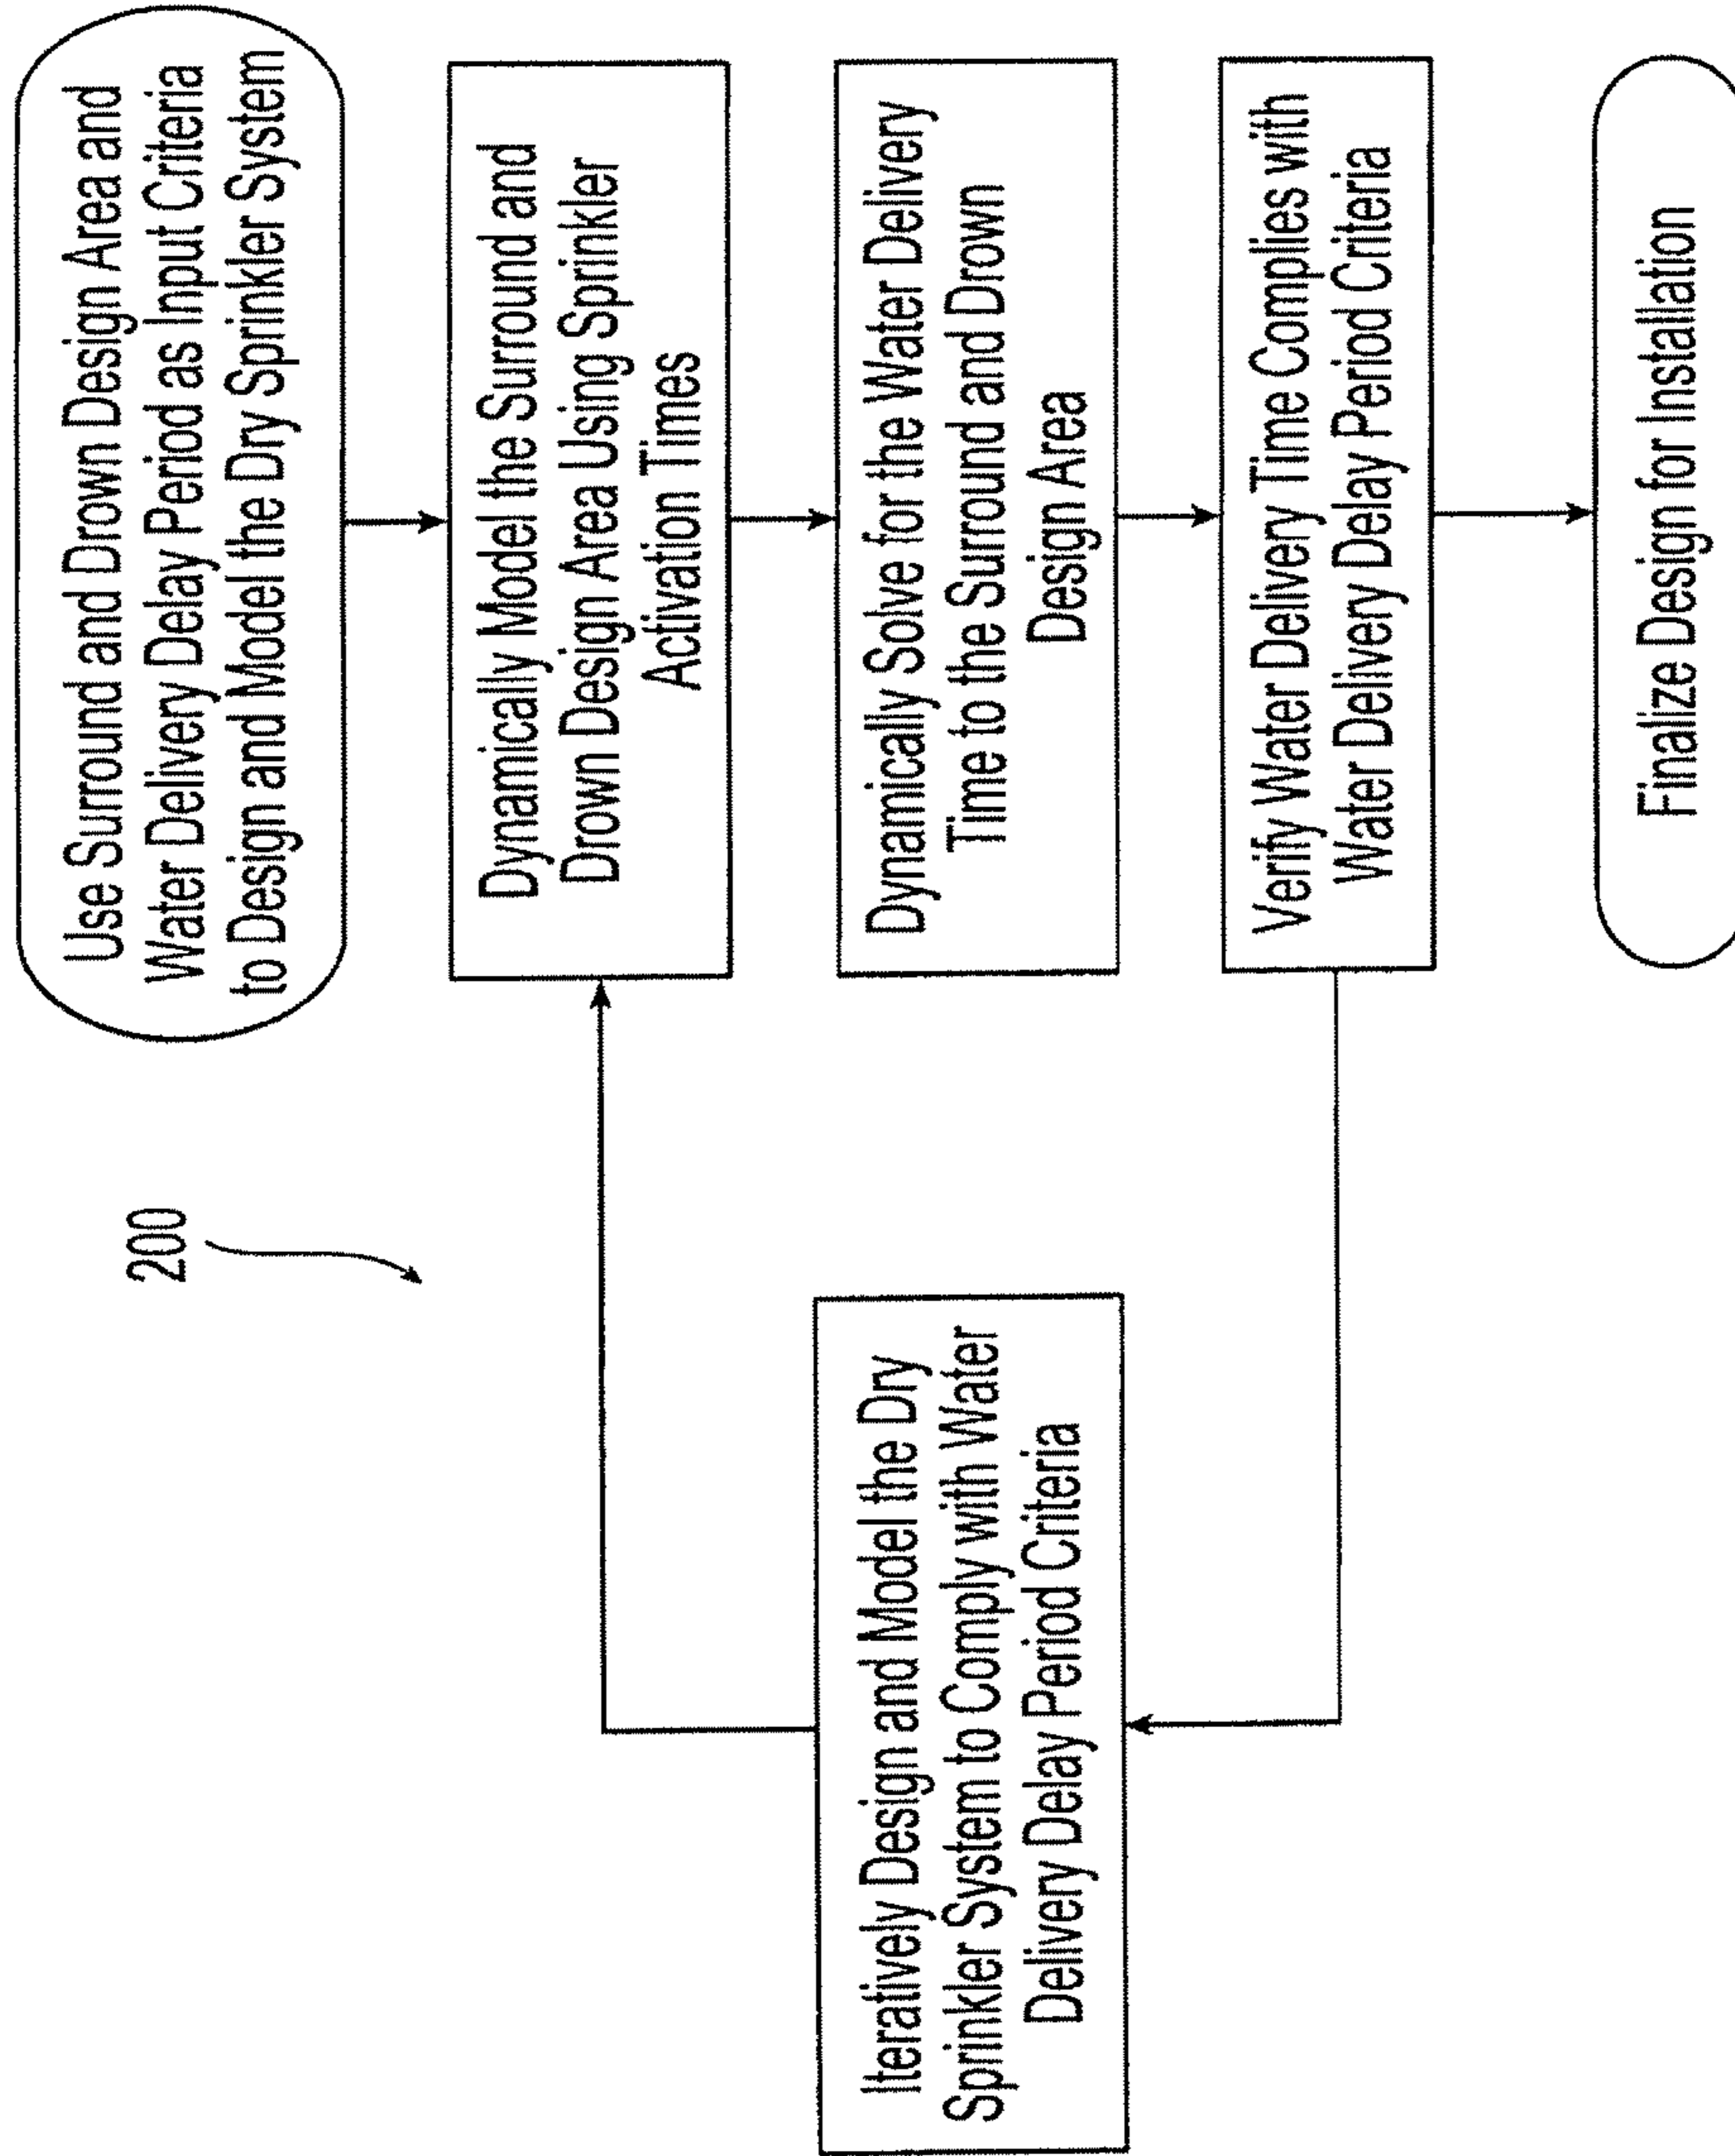 200
Use Surround and Drown Design Area and
Water Delivery Delay Period as Input Criteria
to Design and Model the Dry Sprinkler System
Dynamically Model the Surround and
Drown Design Area Using Sprinkler
Activation Times
Dynamically Solve for the Water Delivery
Time to the Surround and Drown
Design Area
Verify Water Delivery Time Complies with
Water Delivery Delay Period Criteria
Iteratively Design and Model the Dry
Sprinkler System to Comply with Water
Delivery Delay Period Criteria
Finalize Design for Installation